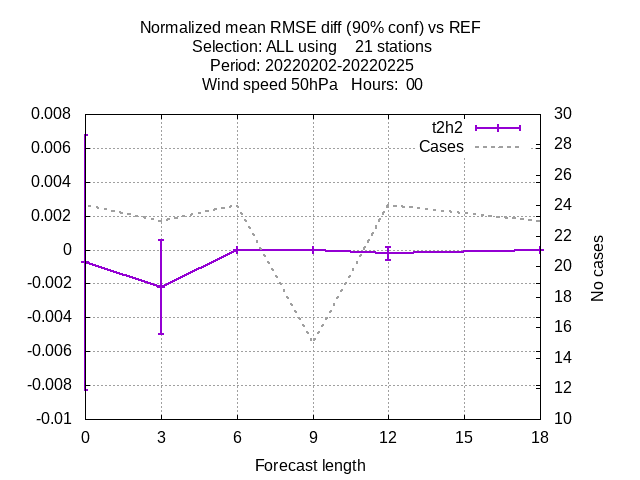 Normalized mean RMSE diff (90% conf) vs REF
Selection: ALL using    21 stations
Period: 20220202-20220225
Wind speed 50hPa   Hours:  00
t2h2
Cases
0.008
0.006
0.004
0.002
0
-0.002
-0.004
-0.006
-0.008
-0.01
30
28
26
24
22
20
18
16
14
12
10
No cases
0 3 6 9 12 15 18
Forecast length